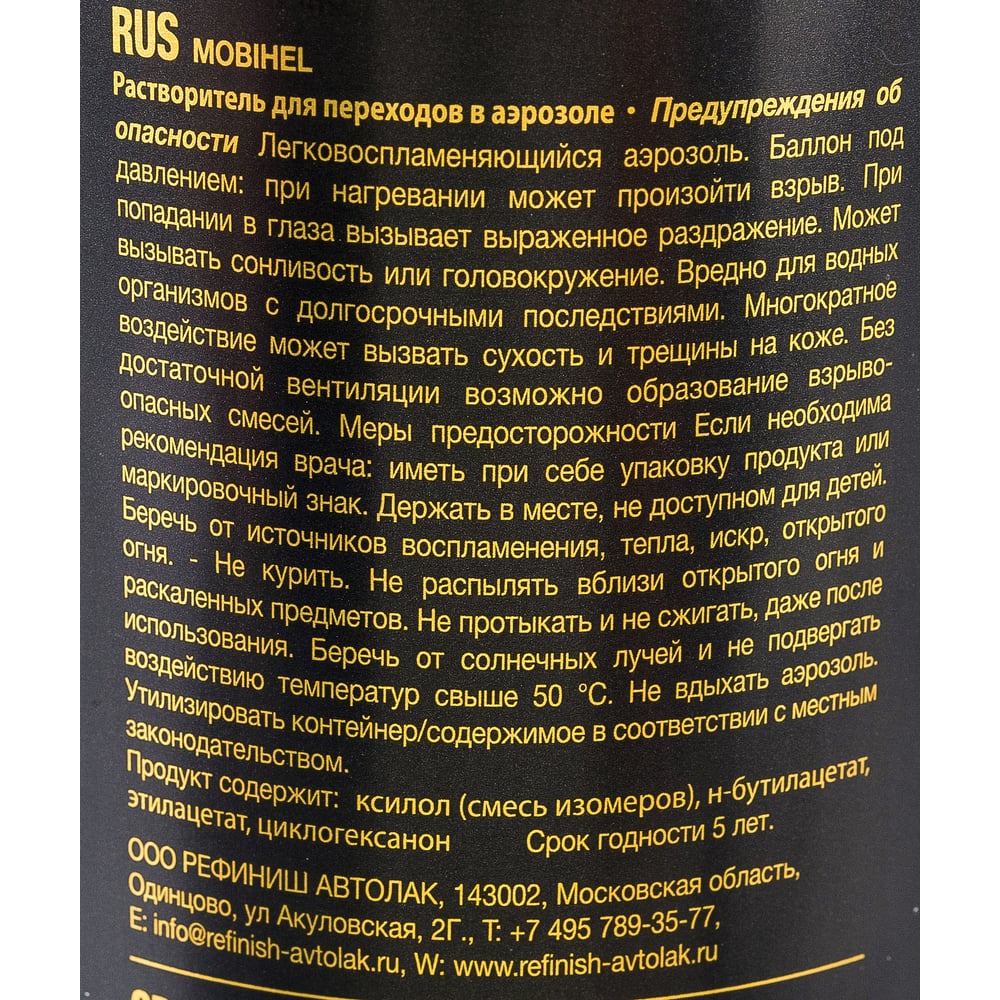 RUS MOBIHEL
Растворитель для переходов в аэрозоле • Предупреждения об
опасности Легковоспламеняющийся аэрозоль. Баллон под
давлением: при нагревании может произойти взрыв. При
попадании в глаза вызывает выраженное раздражение. Может
вызывать сонливость или головокружение. Вредно для водных
организмов с долгосрочными последствиями. Многократное
воздействие может вызвать сухость и трещины на коже. Без
достаточной вентиляции возможно образование взрыво-
опасных смесей. Меры предосторожности Если необходима
рекомендация врача: иметь при себе упаковку продукта или
маркировочный знак. Держать в месте, не доступном для детей.
Беречь от источников воспламенения, тепла, искр, открытого
огня. - Не курить. Не распылять вблизи открытого огня и
раскаленных предметов. Не протыкать и не сжигать, даже после
использования. Беречь от солнечных лучей и не подвергать
воздействию температур свыше 50 °C. Не вдыхать аэрозоль.
Утилизировать контейнер/содержимое в соответствии с местным
законодательством.
Продукт содержит: ксилол (смесь изомеров), н-бутилацетат,
этилацетат, циклогексанон Срок годности 5 лет.
ООО РЕФИНИШ АВТОЛАК, 143002, Московская область,
Одинцово, ул Акуловская, 2Г., Т: +7 495 789-35-77,
E: info@refinish-avtolak.ru, W: www.refinish-avtolak.ru